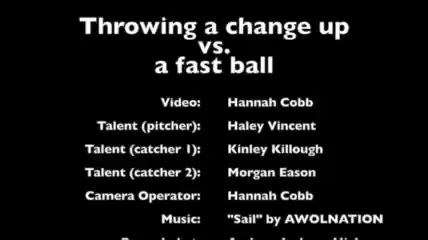 Throwing a change up
vs.
a fast ball
Video: Hannah Cobb
Talent (pitcher): Haley Vincent
Talent (catcher 1): Kinley Killough
Talent (catcher 2): Morgan Eason
Camera Operator: Hannah Cobb
Music: "Sail" by AWOLNATION